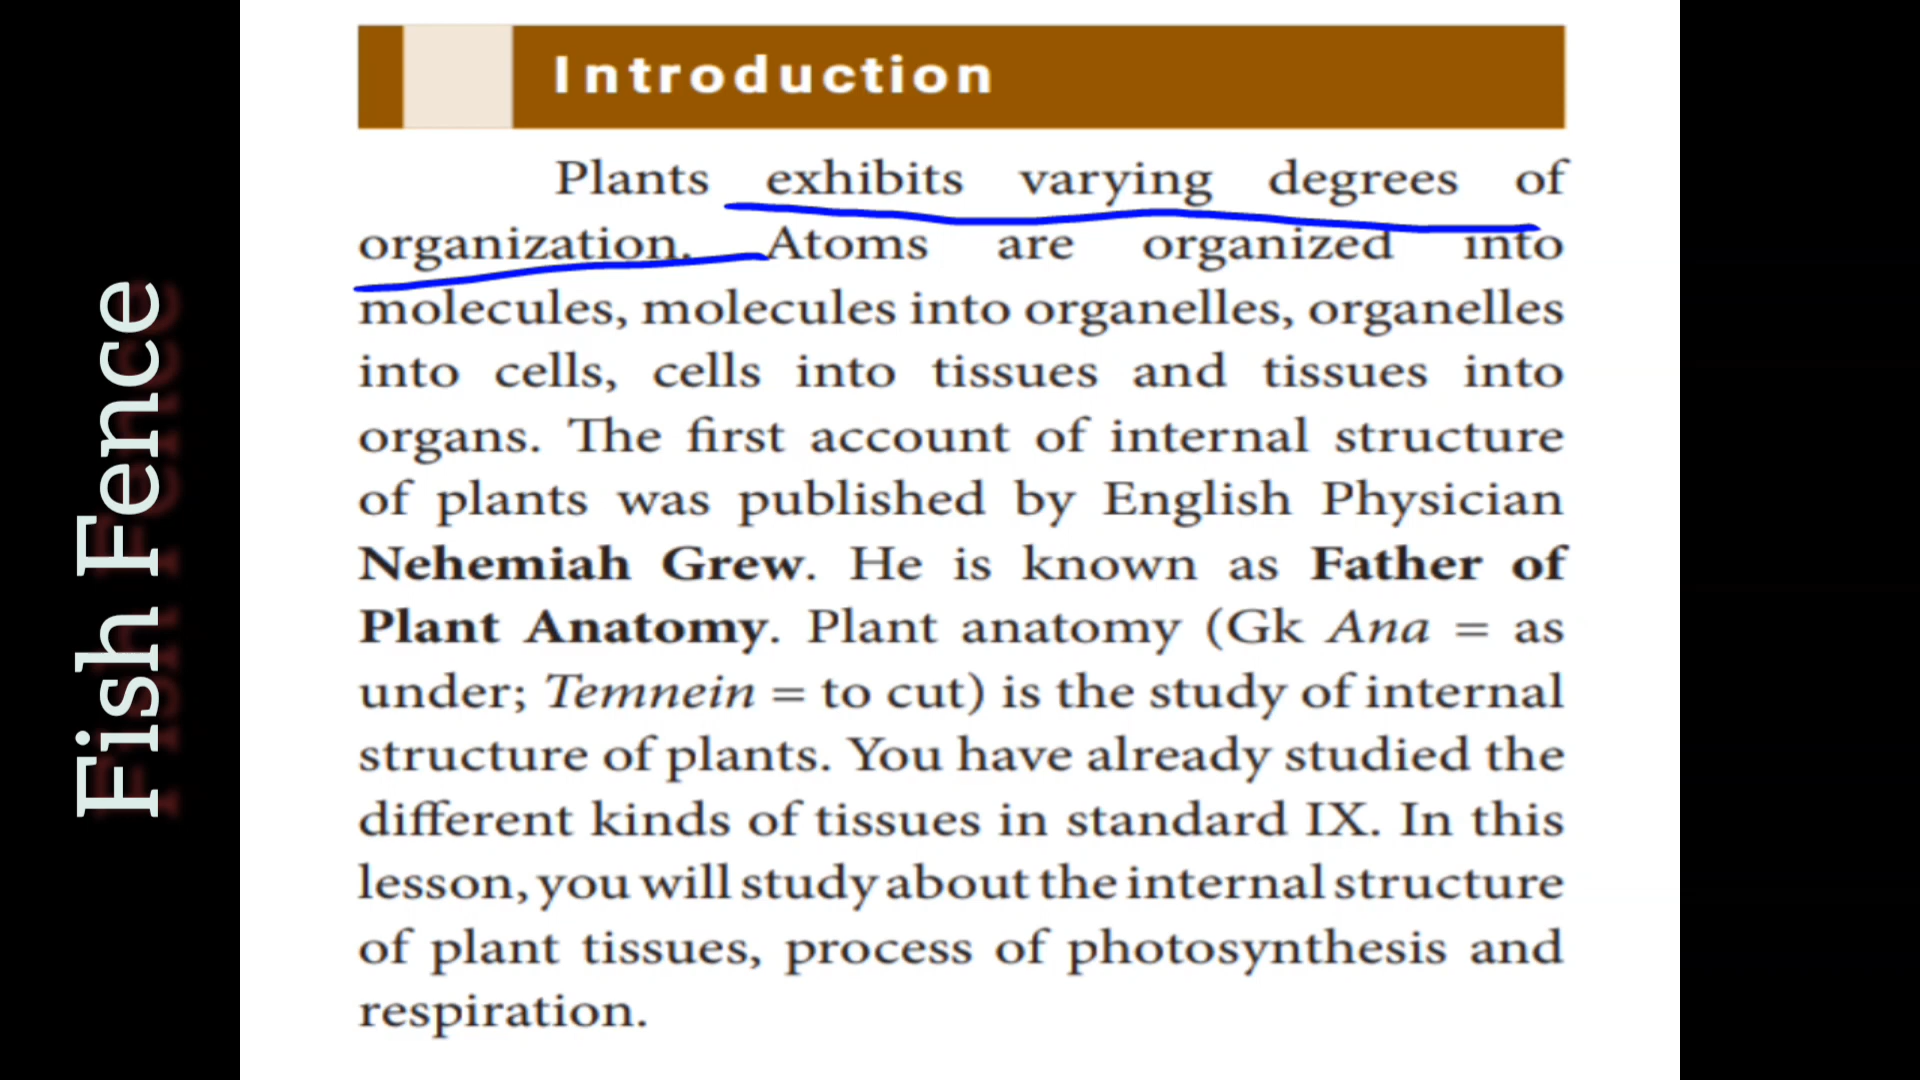 Fish Fence
Introduction
Plants exhibits varying degrees of
organization. Atoms are organized into
molecules, molecules into organelles, organelles
into cells, cells into tissues and tissues into
organs. The first account of internal structure
of plants was published by English Physician
Nehemiah Grew. He is known as Father of
Plant Anatomy. Plant anatomy (Gk Ana = as
under; Temnein = to cut) is the study of internal
structure of plants. You have already studied the
different kinds of tissues in standard IX. In this
lesson, you will study about the internal structure
of plant tissues, process of photosynthesis and
respiration.